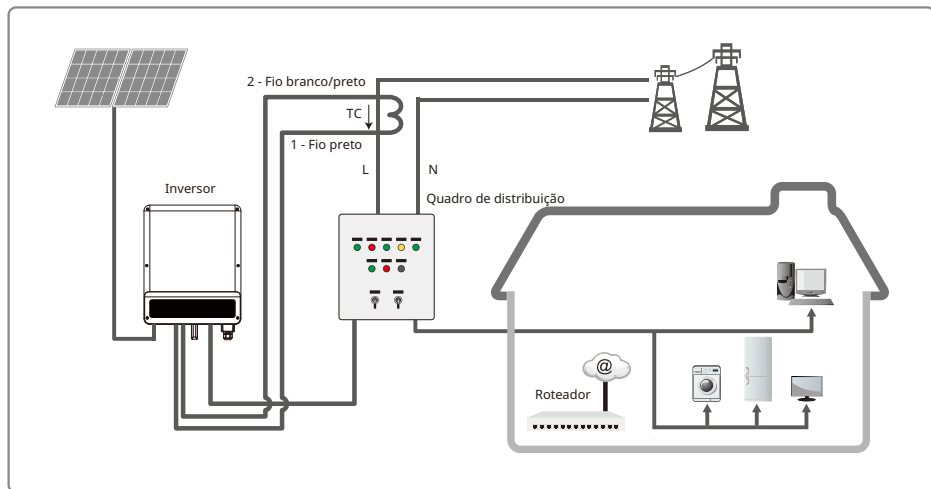 2 - Fio branco/preto
TC
1 - Fio preto
L
N
Inversor
Quadro de distribuição
@
Roteador